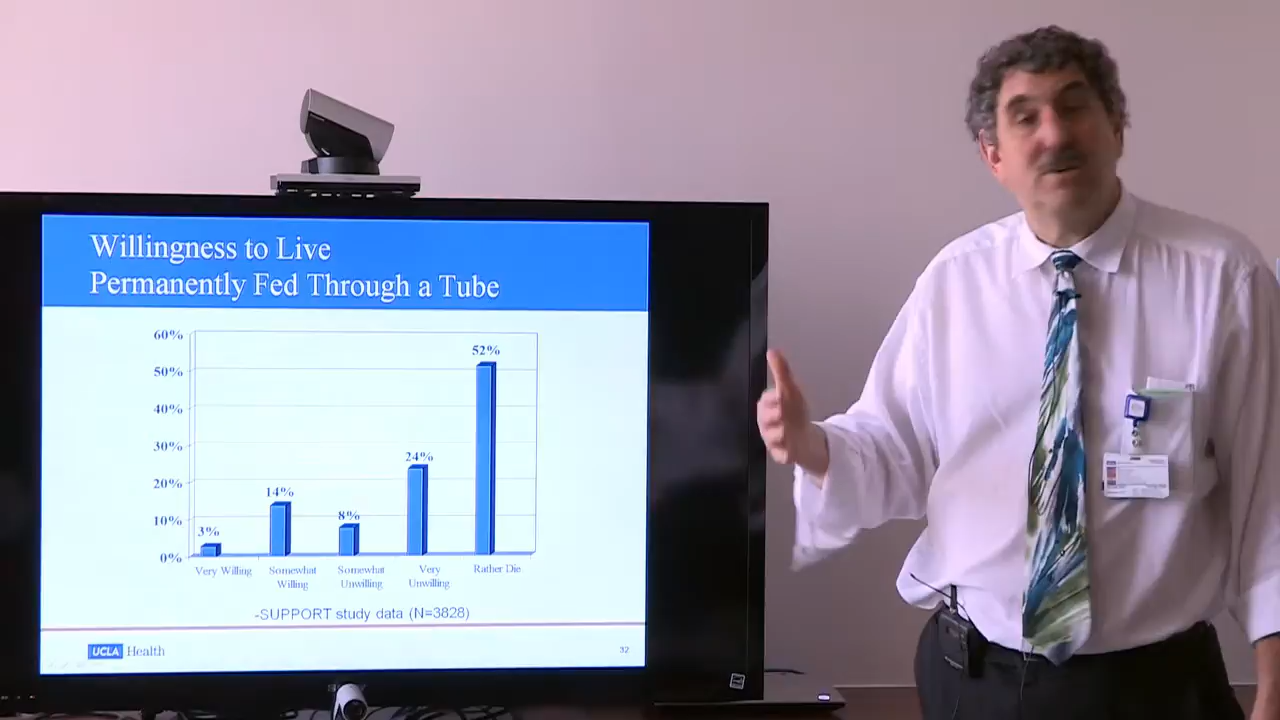 Willingness to Live
Permanently Fed Through a Tube
60%
50%
40%
30%
20%
10%
0%
3%
14%
8%
24%
52%
Very Willing
Somewhat
Willing
Somewhat
Unwilling
Very
Unwilling
Rather Die
-SUPPORT study data (N=3828)
UCLA Health
32